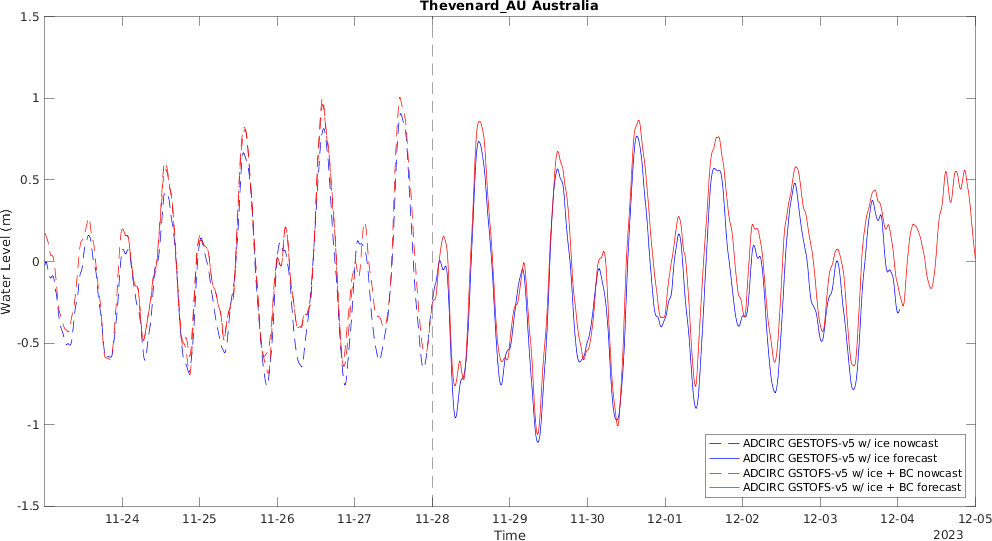 Thevenard_AU Australia
1.5
1
0.5
0
-0.5
-1
-1.5
Water Level (m)
11-24 11-25 11-26 11-27 11-28 11-29 11-30 12-01 12-02 12-03 12-04 12-05
Time
2023
ADCIRC GESTOFS-v5 w/ ice nowcast
ADCIRC GESTOFS-v5 w/ ice forecast
ADCIRC GSTOFS-v5 w/ ice + BC nowcast
ADCIRC GSTOFS-v5 w/ ice + BC forecast